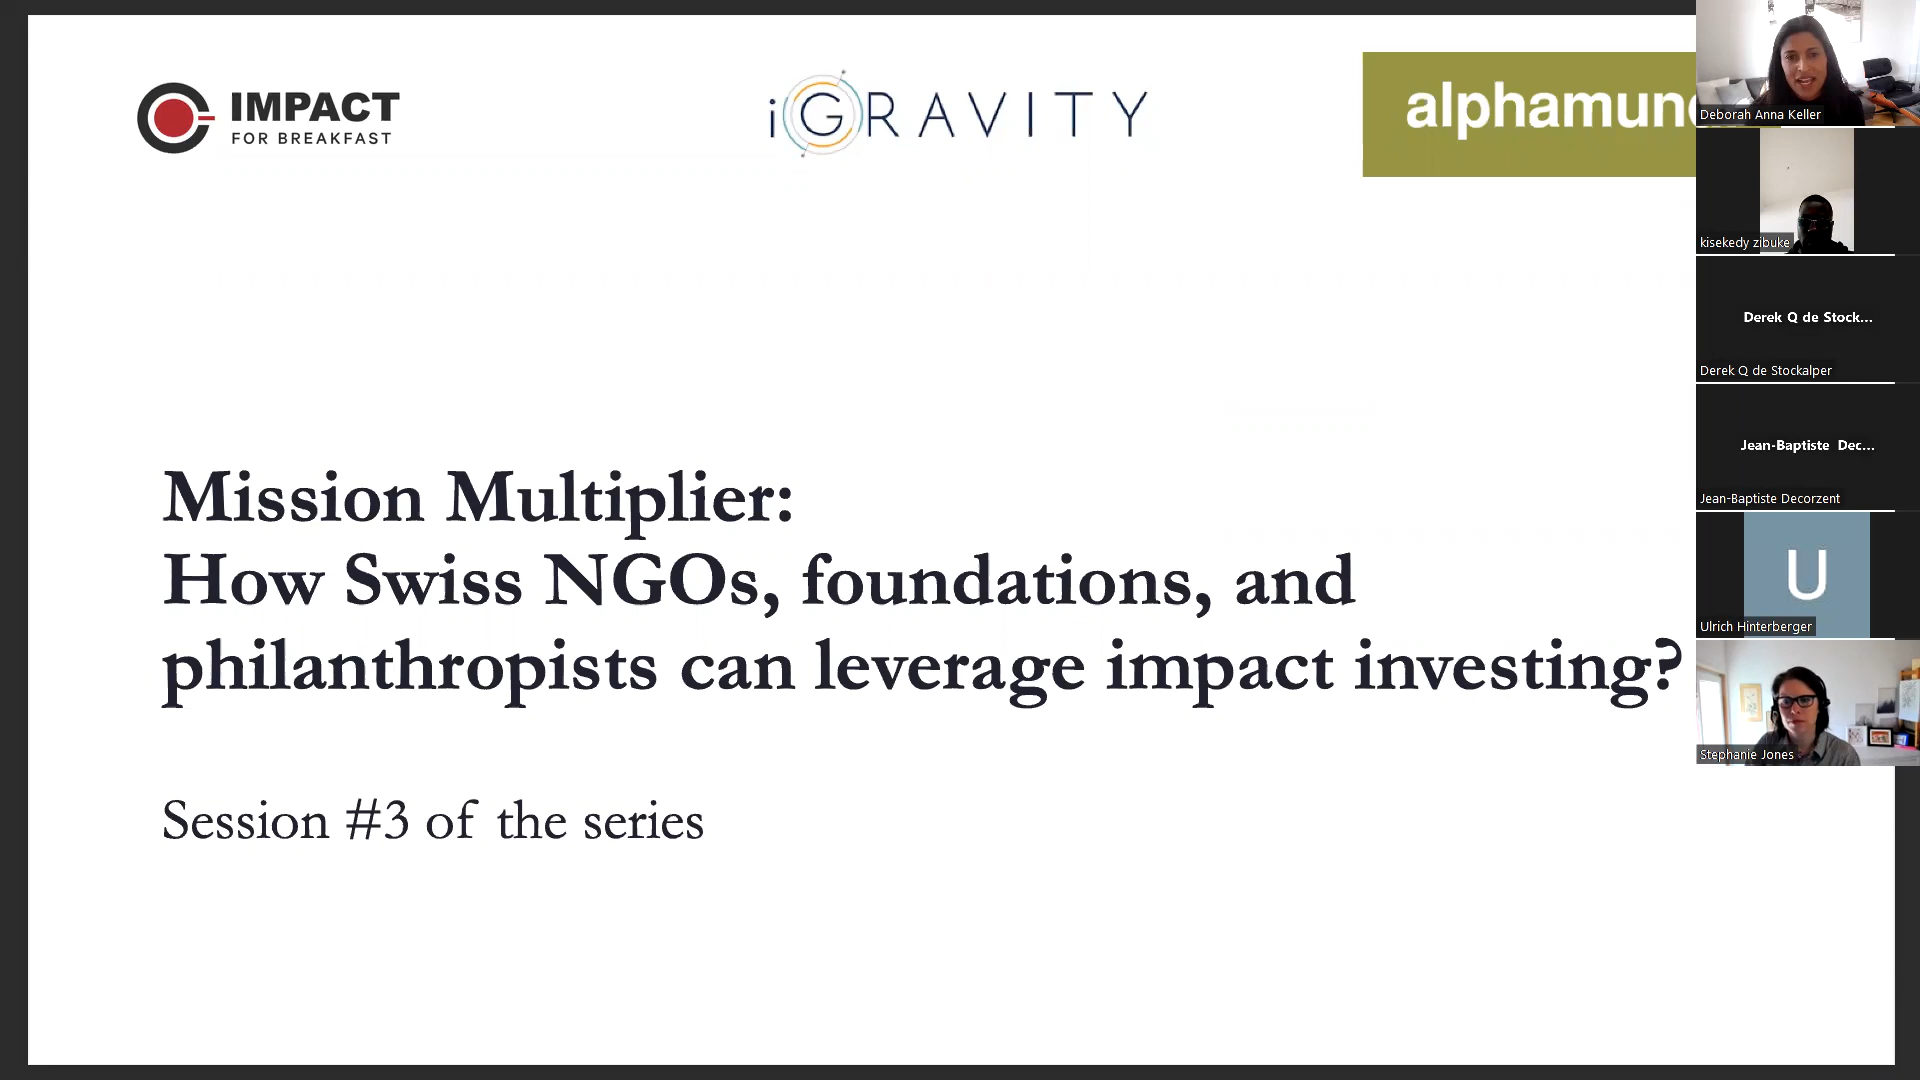 IMPACT
FOR BREAKFAST
iGRAVITY
alphamun
Mission Multiplier:
How Swiss NGOs, foundations, and
philanthropists can leverage impact investing?
Session #3 of the series
Deborah Anna Keller
kisekedy zibuke
Derek Q de Stock...
Derek Q de Stockalper
Jean-Baptiste Dec...
Jean-Baptiste Decorzent
U
Ulrich Hinterberger
Stephanie Jones